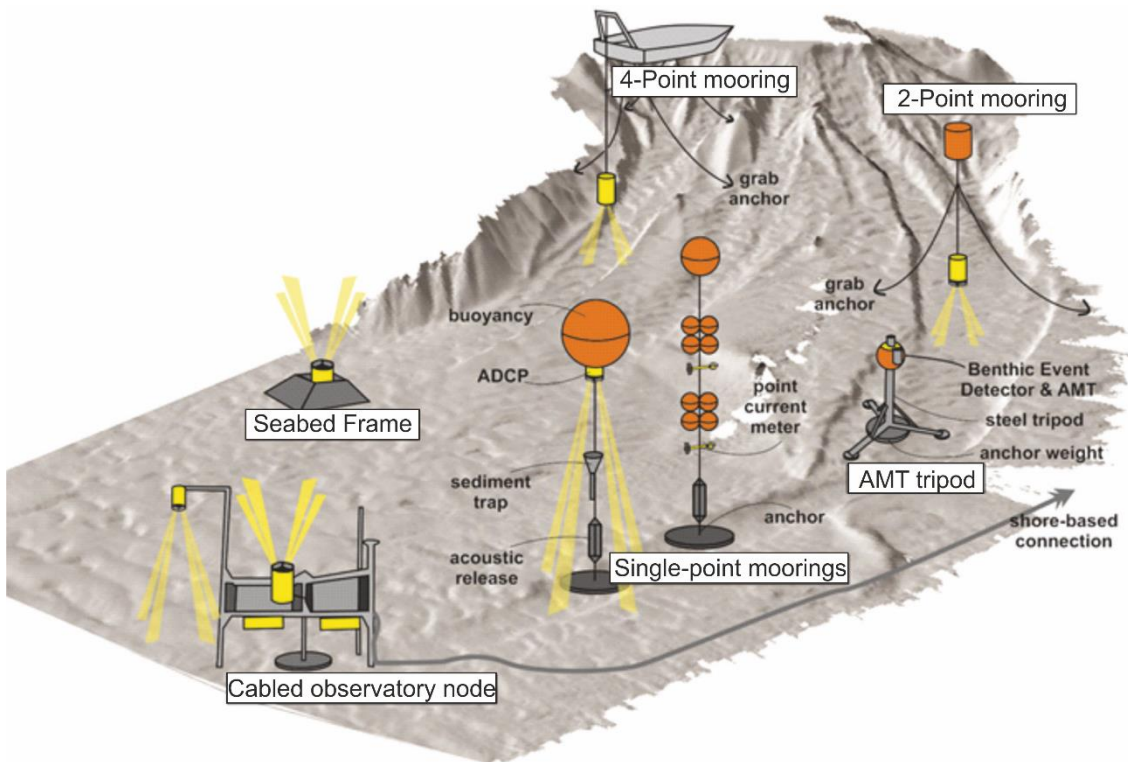 4-Point mooring
2-Point mooring
grab
anchor
grab
anchor
buoyancy
ADCP
point
current
meter
Benthic Event
Detector & AMT
steel tripod
anchor weight
AMT tripod
Seabed Frame
sediment
trap
acoustic
release
anchor
Single-point moorings
shore-based
connection
Cabled observatory node